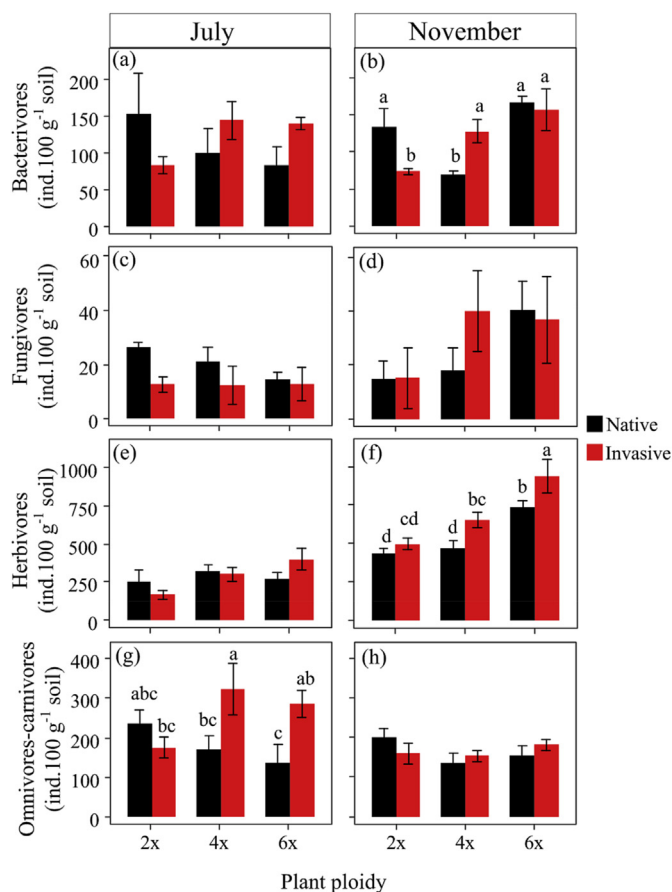 July November
(a) (b)
Bacterivores
(ind.100 g⁻¹ soil)
200
150
100
50
0
a b b a a a
(c) (d)
Fungivores
(ind.100 g⁻¹ soil)
60
40
20
0
Native
Invasive
(e) (f)
Herbivores
(ind.100 g⁻¹ soil)
1000
750
500
250
0
d cd d bc b a
(g) (h)
Omnivores-carnivores
(ind.100 g⁻¹ soil)
400
300
200
100
0
abc bc bc a c ab
2x 4x 6x 2x 4x 6x
Plant ploidy